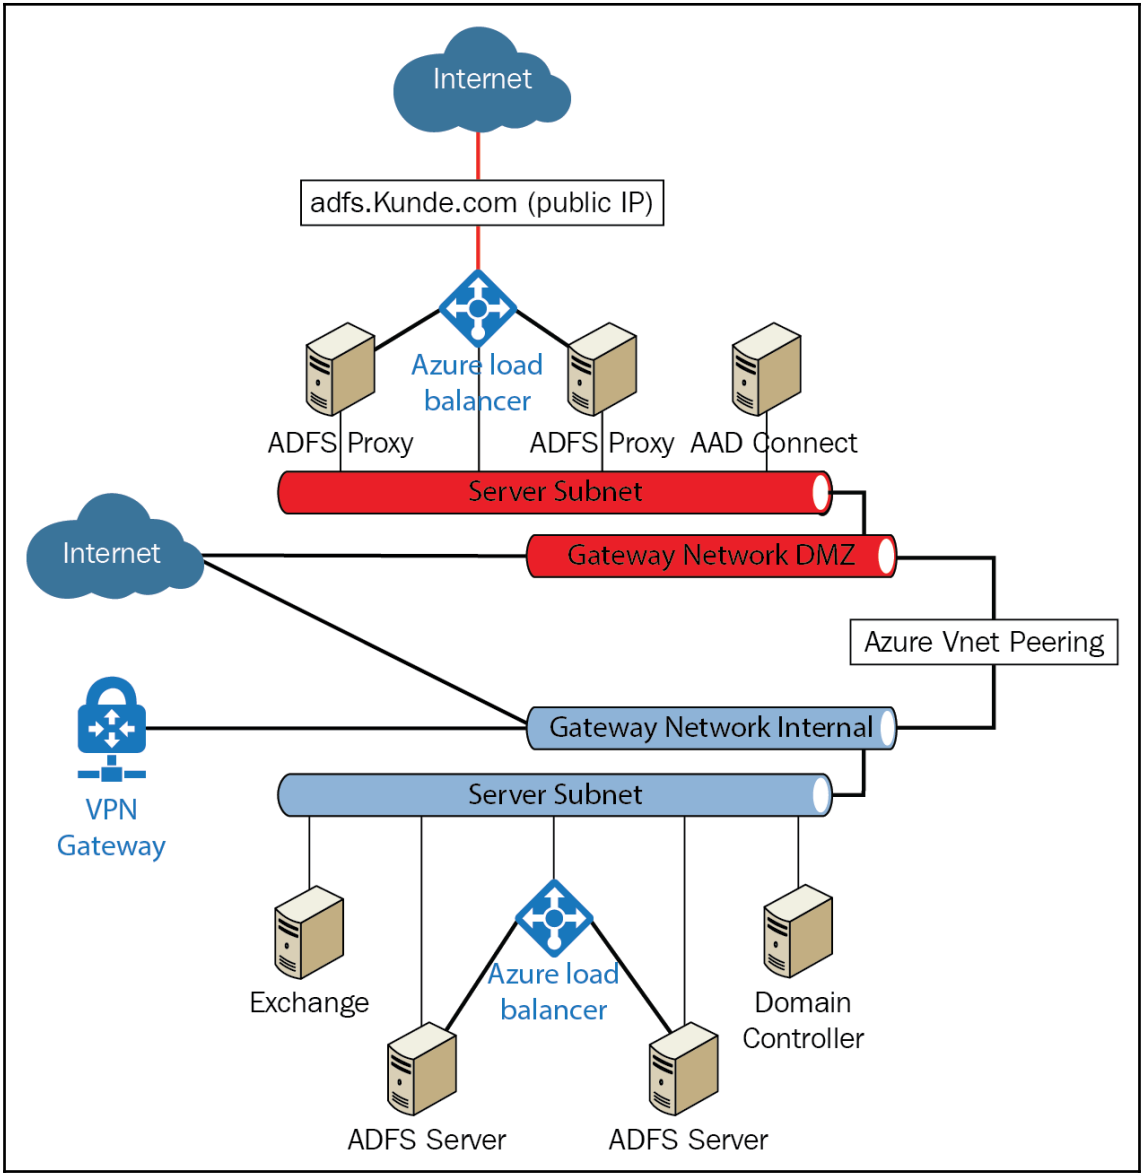 Internet
adfs.Kunde.com (public IP)
Azure load
balancer
ADFS Proxy
ADFS Proxy
AAD Connect
Server Subnet
Internet
Gateway Network DMZ
Azure Vnet Peering
Gateway Network Internal
Server Subnet
VPN
Gateway
Exchange
Azure load
balancer
Domain
Controller
ADFS Server
ADFS Server